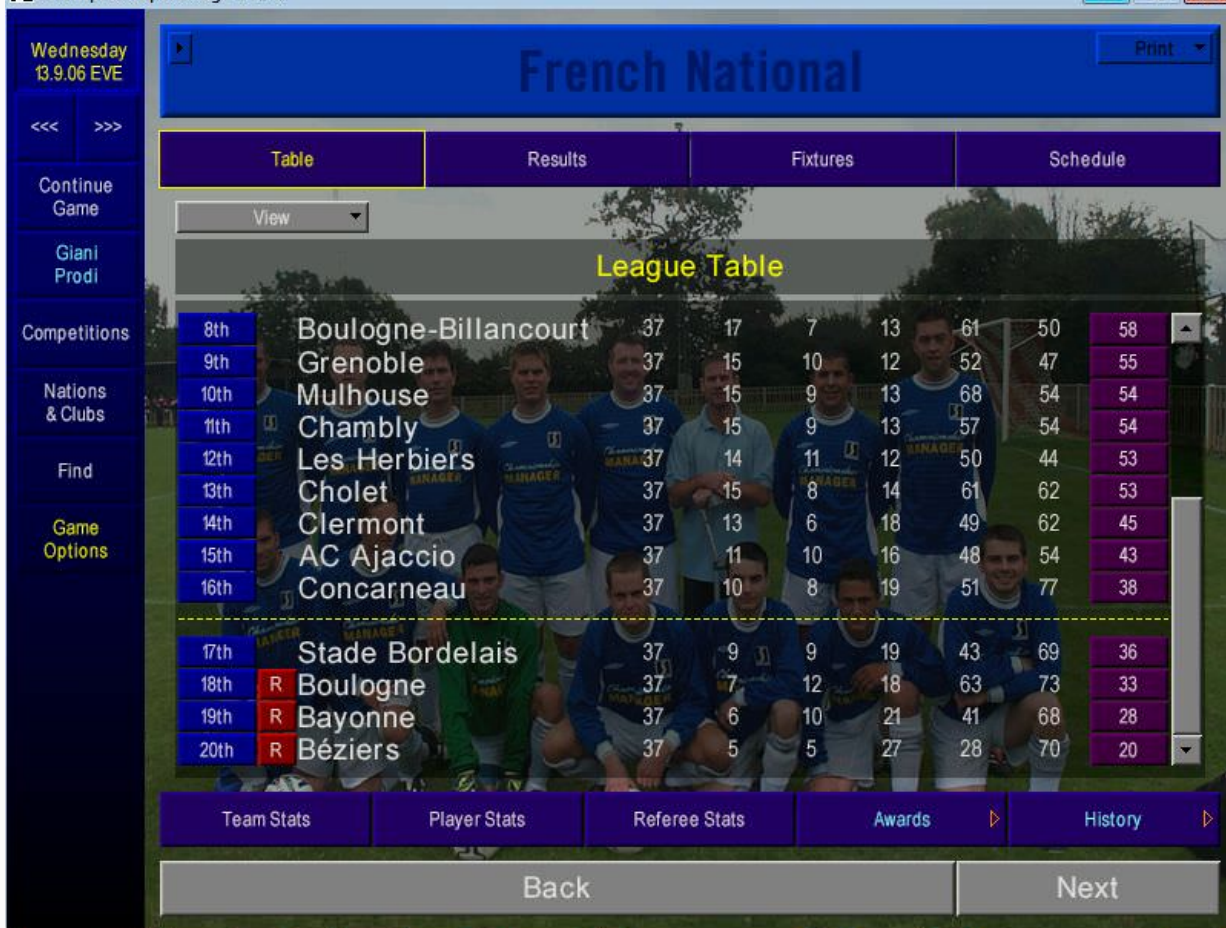 Wednesday
13.9.06 EVE
<<< >>>
Continue
Game
Giani
Prodi
Competitions
Nations
& Clubs
Find
Game
Options
French National
Print
Table Results Fixtures Schedule
View
League Table
8th Boulogne-Billancourt 37 17 7 13 61 50 58
9th Grenoble 37 15 10 12 52 47 55
10th Mulhouse 37 15 9 13 68 54 54
11th Chambly 37 15 9 13 57 54 54
12th Les Herbiers 37 14 11 12 50 44 53
13th Cholet 37 15 8 14 61 62 53
14th Clermont 37 13 6 18 49 62 45
15th AC Ajaccio 37 11 10 16 48 54 43
16th Concarneau 37 10 8 19 51 77 38
17th Stade Bordelais 37 9 9 19 43 69 36
18th R Boulogne 37 7 12 18 63 73 33
19th R Bayonne 37 6 10 21 41 68 28
20th R Béziers 37 5 5 27 28 70 20
Team Stats Player Stats Referee Stats Awards History
Back Next